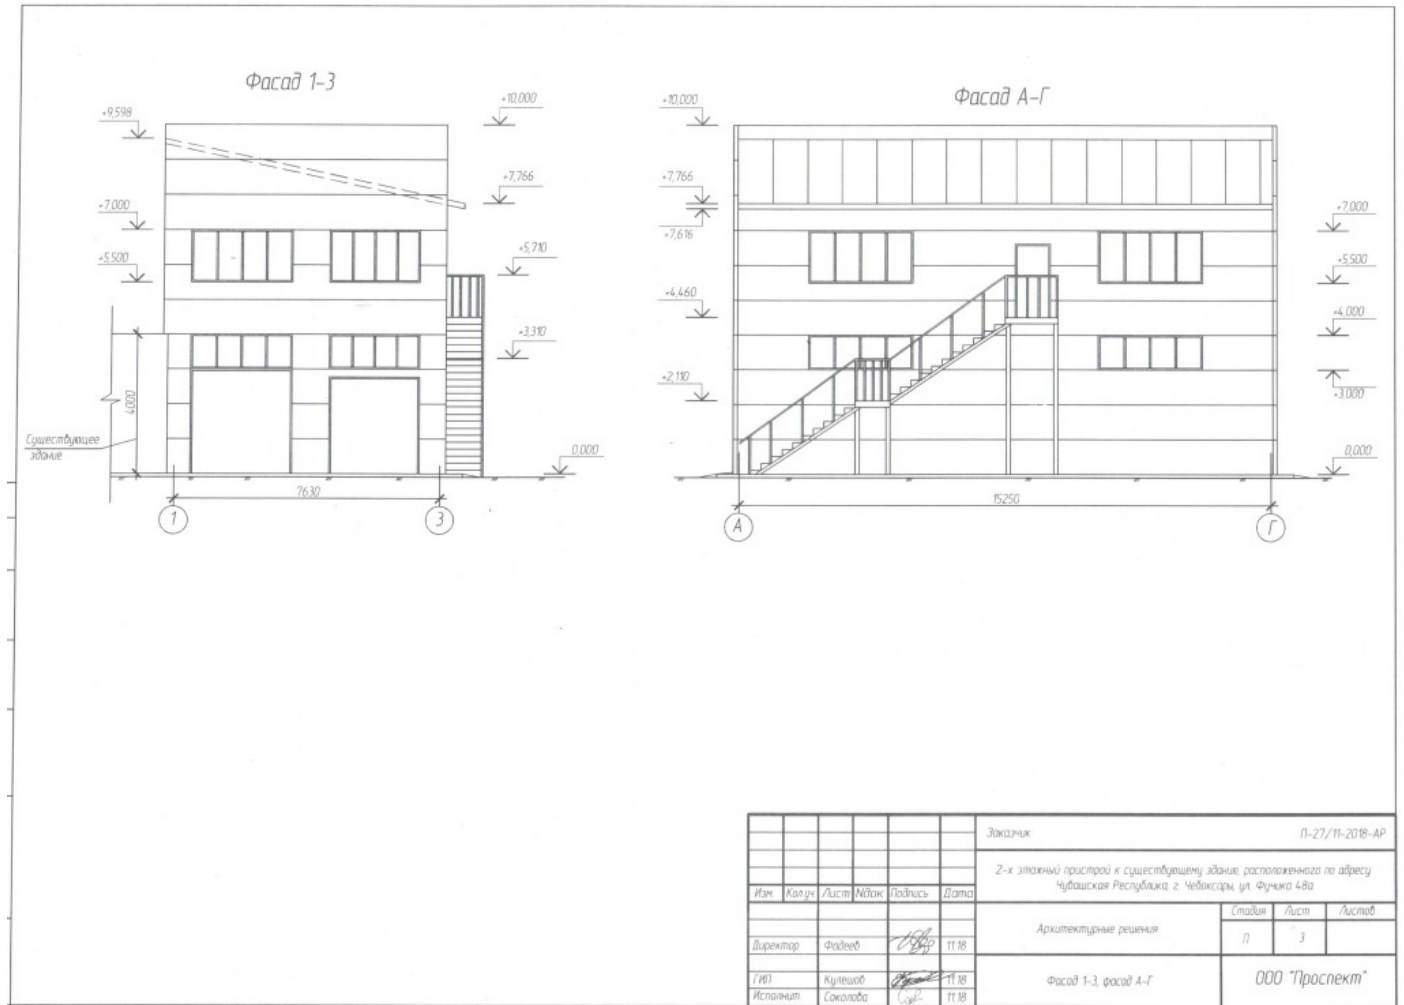 Фасад 1-3
+9,598
+10,000
+7,766
+7,000
+5,710
+5,500
+3,310
4000
Существующее
здание
0,000
7630
1
3
Фасад А-Г
+10,000
+7,766
+7,616
+7,000
+5,500
+4,460
+4,000
+2,110
+3,000
0,000
15250
А
Г
Заказчик П-27/11-2018-АР
2-х этажный пристрой к существующему здание, расположенного по адресу
Чувашская Республика, г. Чебоксары, ул. Фучика 48а
Изм. Кол.уч Лист Nдок Подпись Дата
Архитектурные решения
Стадия Лист Листов
П 3
Директор Фадеев 11.18
ГИП Кулешов 11.18
Исполнит. Соколова 11.18
Фасад 1-3, фасад А-Г
ООО "Проспект"